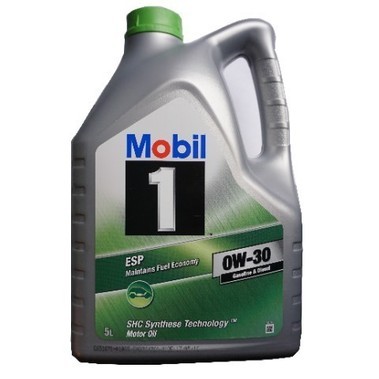 Mobil
1
ESP
Maintains Fuel Economy
0W-30
Gasoline & Diesel
SHC Synthese Technology™
5L Motor Oil